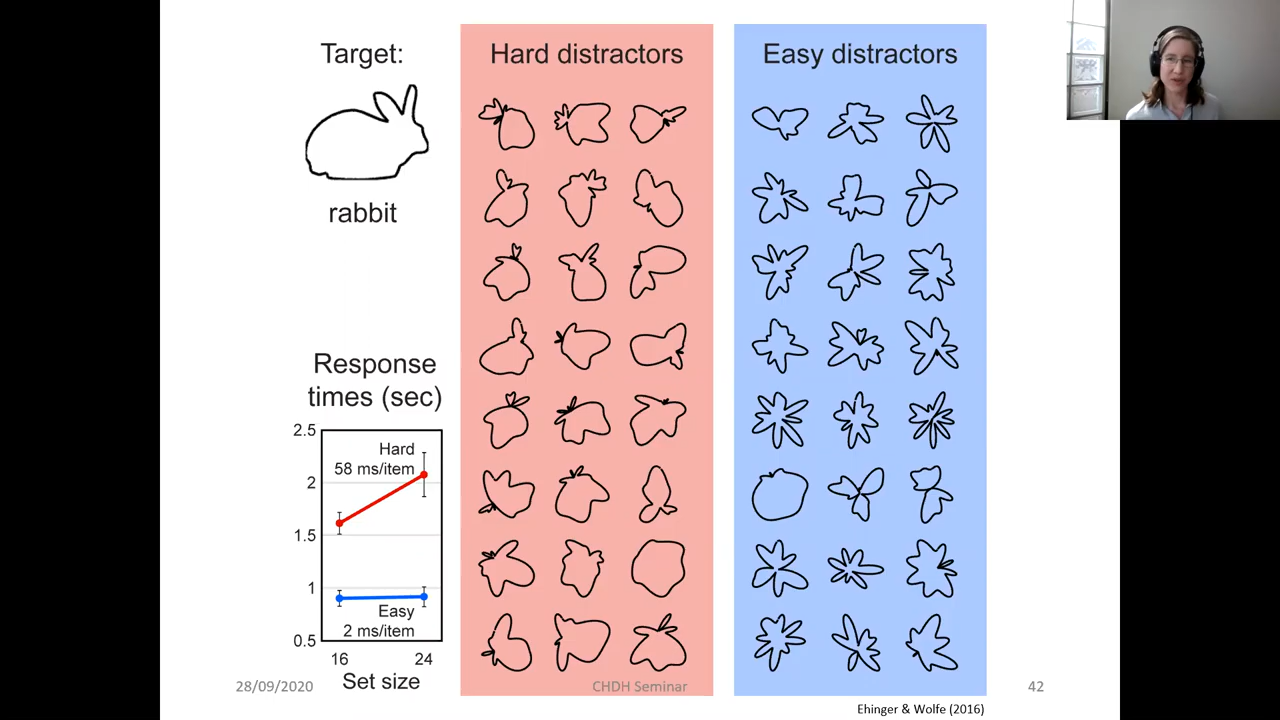 Target:
rabbit
Hard distractors
Easy distractors
Response
times (sec)
2.5
2
1.5
1
0.5
Hard
58 ms/item
Easy
2 ms/item
16
24
Set size
28/09/2020
CHDH Seminar
42
Ehinger & Wolfe (2016)